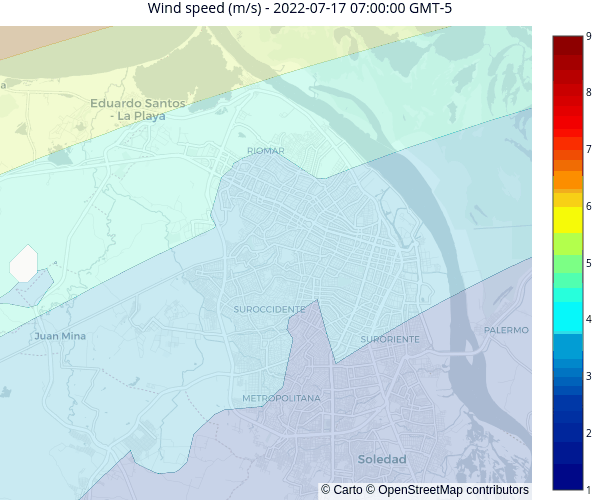 Wind speed (m/s) - 2022-07-17 07:00:00 GMT-5
9
8
7
6
5
4
3
2
1
a
Eduardo Santos
- La Playa
RIOMAR
SUROCCIDENTE
Juan Mina
SURORIENTE
PALERMO
METROPOLITANA
Soledad
© Carto © OpenStreetMap contributors